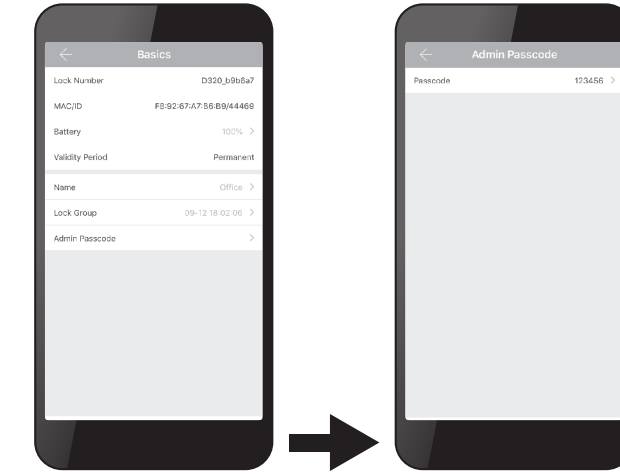 Basics
Lock Number D320_b9b8a7
MAC/ID F8:92:67:A7:B6:B9/44469
Battery 100%
Validity Period Permanent
Name Office
Lock Group 09-12 18:02:06
Admin Passcode
Admin Passcode
Passcode 123456